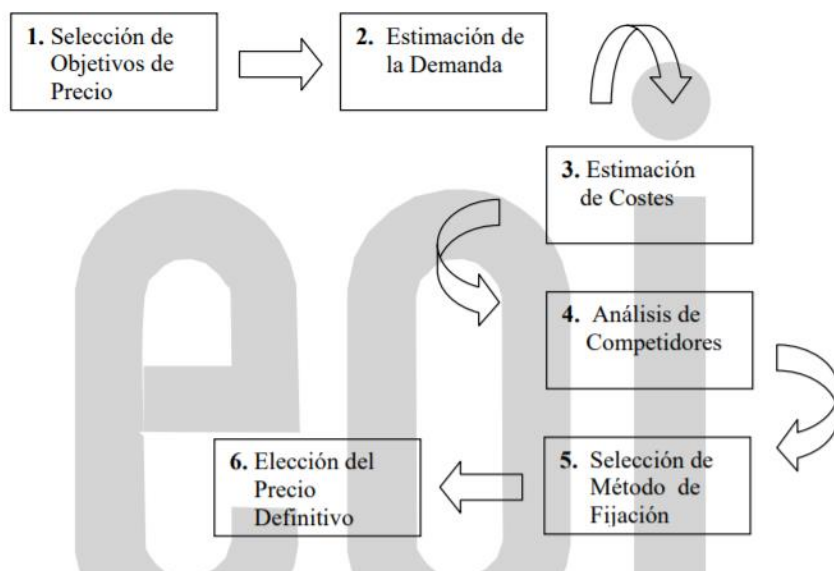 1. Selección de
Objetivos de
Precio
2. Estimación de
la Demanda
3. Estimación
de Costes
4. Análisis de
Competidores
5. Selección de
Método de
Fijación
6. Elección del
Precio
Definitivo
eoi